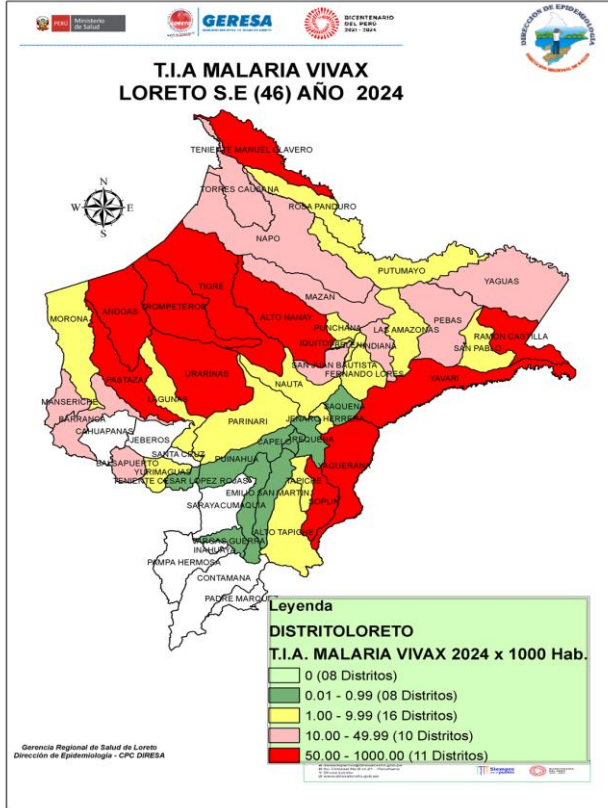 PERÚ
Ministerio
de Salud
LORETO
GERESA
BICENTENARIO
DEL PERÚ
2021 - 2024
DIRECCIÓN DE EPIDEMIOLOGÍA
T.I.A MALARIA VIVAX
LORETO S.E (46) AÑO 2024
N
W E
S
TENIENTE MANUEL CLAVERO
TORRES CAUSANA
ROSA PANDURO
NAPO
PUTUMAYO
YAGUAS
TIGRE
MAZAN
MORONA
ANDOAS
TROMPETEROS
ALTO NANAY
PUNCHANA
LAS AMAZONAS
PEBAS
RAMON CASTILLA
IQUITOS
INDIANA
SAN PABLO
SAN JUAN BAUTISTA
FERNANDO LORES
YAVARI
PASTAZA
URARINAS
NAUTA
LAGUNAS
MANSERICHE
BARRANCA
PARINARI
SAQUENA
JENARO HERRERA
CAHUAPANAS
JEBEROS
CAPELO
REQUENA
SANTA CRUZ
PUINAHUA
YAQUERANA
BALSAPUERTO
YURIMAGUAS
TENIENTE CESAR LOPEZ ROJAS
TAPICHE
EMILIO SAN MARTIN
SOPLIN
SARAYACU
MAQUIA
ALTO TAPICHE
VARGAS GUERRA
INAHUAYA
PAMPA HERMOSA
CONTAMANA
PADRE MARQUEZ
Leyenda
DISTRITOLORETO
T.I.A. MALARIA VIVAX 2024 x 1000 Hab.
0 (08 Distritos)
0.01 - 0.99 (08 Distritos)
1.00 - 9.99 (16 Distritos)
10.00 - 49.99 (10 Distritos)
50.00 - 1000.00 (11 Distritos)
Gerencia Regional de Salud de Loreto
Dirección de Epidemiología - CPC DIRESA